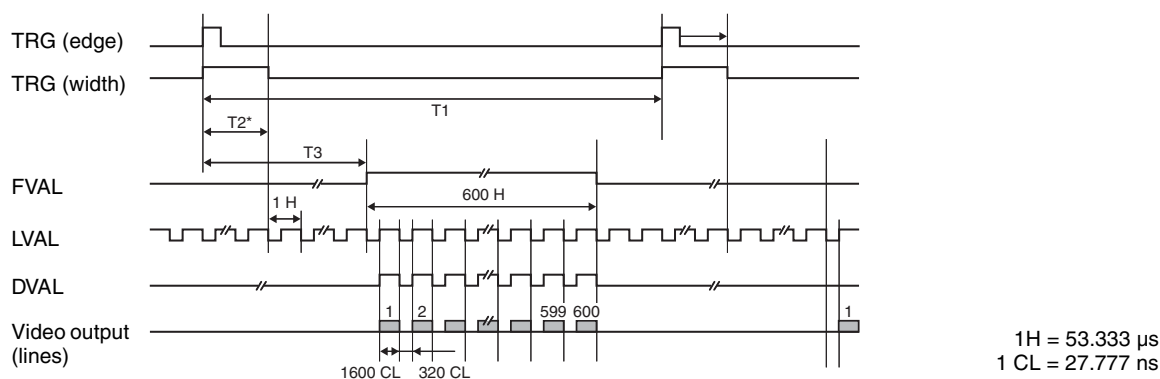 TRG (edge)
TRG (width)
T1
T2*
T3
FVAL
600 H
1 H
LVAL
DVAL
1 2 599 600 1
Video output
(lines)
1600 CL 320 CL
1H = 53.333 µs
1 CL = 27.777 ns